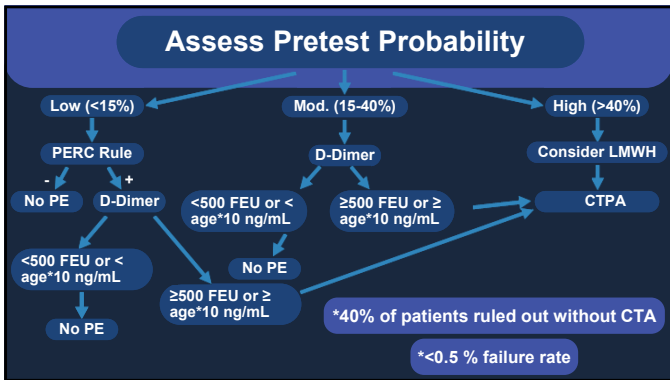 Assess Pretest Probability
Low (<15%)
Mod. (15-40%)
High (>40%)
PERC Rule
D-Dimer
Consider LMWH
-
+
No PE
D-Dimer
<500 FEU or <
age*10 ng/mL
≥500 FEU or ≥
age*10 ng/mL
CTPA
<500 FEU or <
age*10 ng/mL
No PE
≥500 FEU or ≥
age*10 ng/mL
No PE
*40% of patients ruled out without CTA
*<0.5 % failure rate